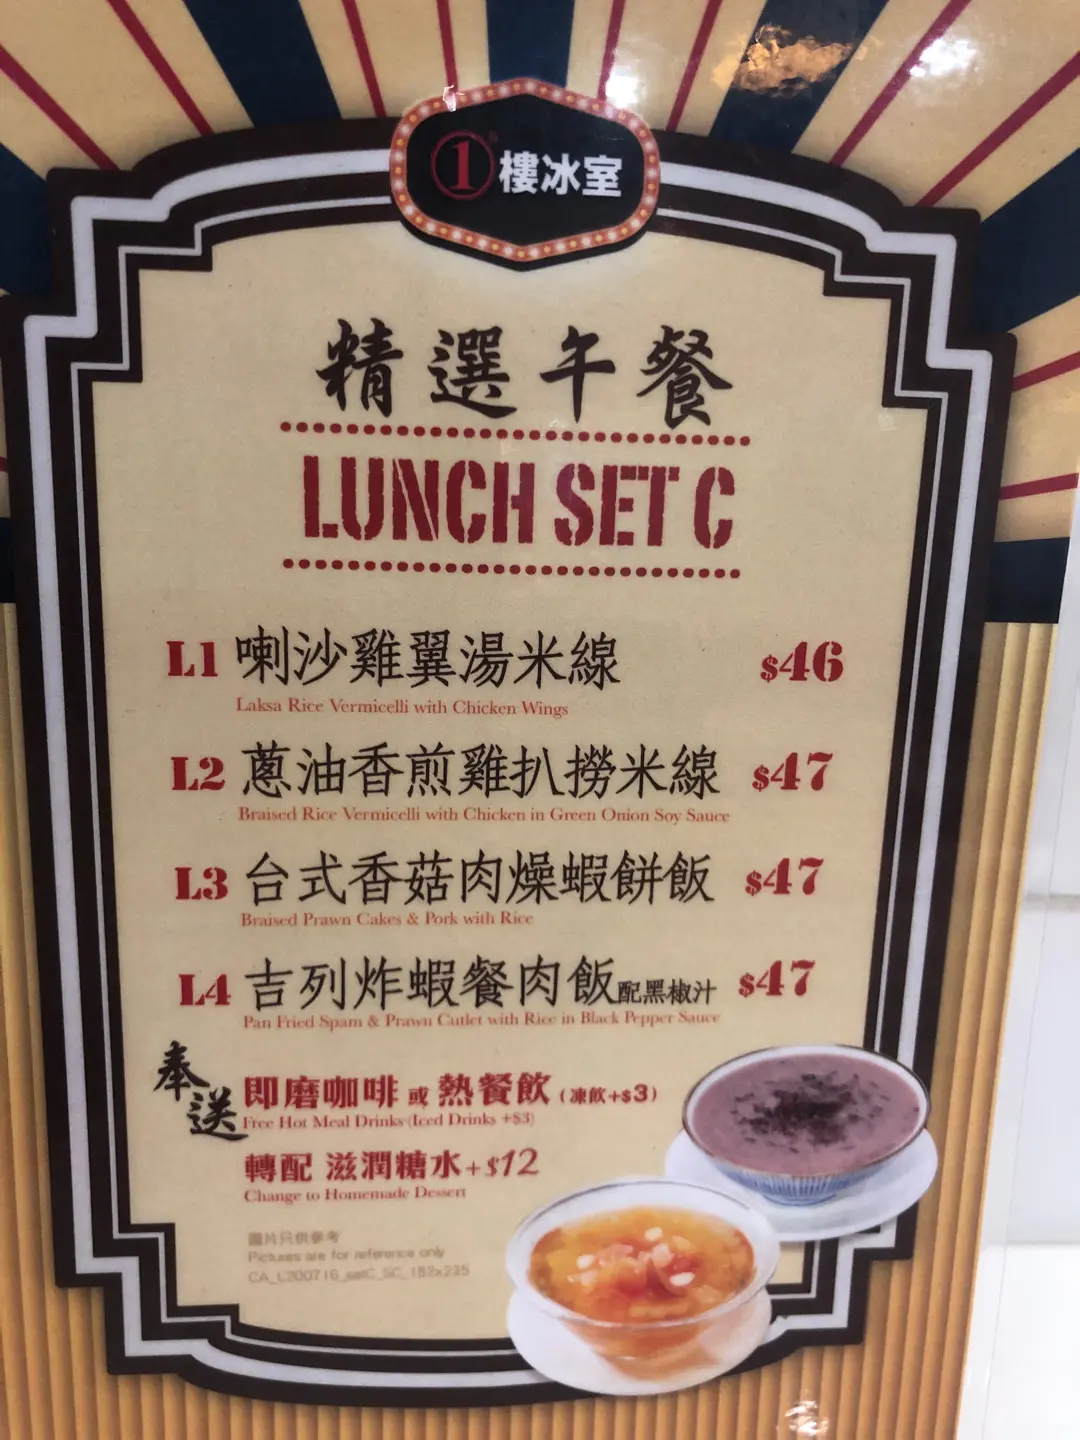 1樓冰室
精選午餐
LUNCH SET C
L1 喇沙雞翼湯米線 $46
Laksa Rice Vermicelli with Chicken Wings
L2 蔥油香煎雞扒撈米線 $47
Braised Rice Vermicelli with Chicken in Green Onion Soy Sauce
L3 台式香菇肉燥蝦餅飯 $47
Braised Prawn Cakes & Pork with Rice
L4 吉列炸蝦餐肉飯配黑椒汁 $47
Pan Fried Spam & Prawn Cutlet with Rice in Black Pepper Sauce
奉送 即磨咖啡 或 熱餐飲 (凍飲+$3)
Free Hot Meal Drinks (Iced Drinks +$3)
轉配 滋潤糖水 +$12
Change to Homemade Dessert
圖片只供參考
Pictures are for reference only
CA_L200716_setC_SC_182x235